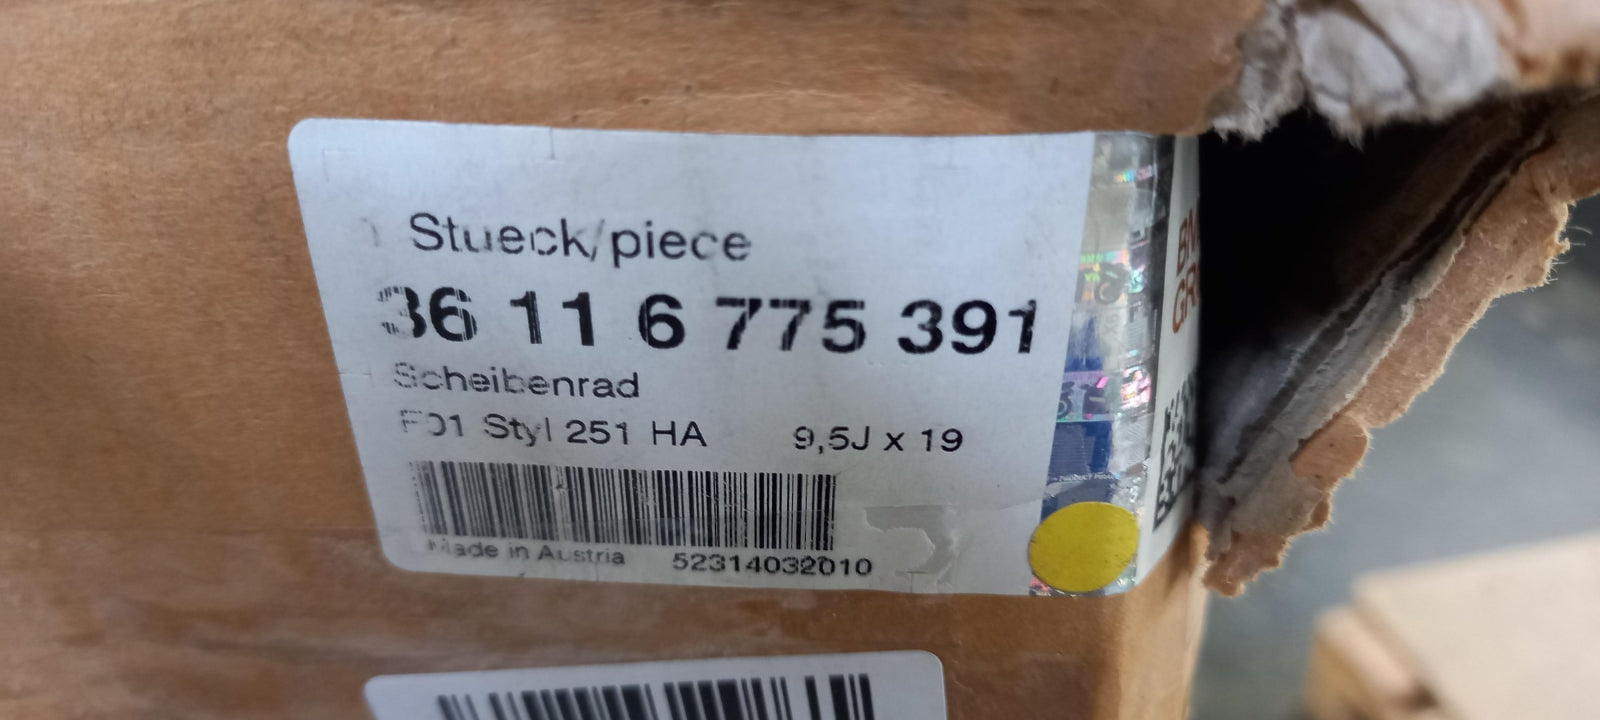 1 Stueck/piece
36 11 6 775 391
Scheibenrad
F01 Styl 251 HA 9,5J x 19
Made in Austria 52314032010